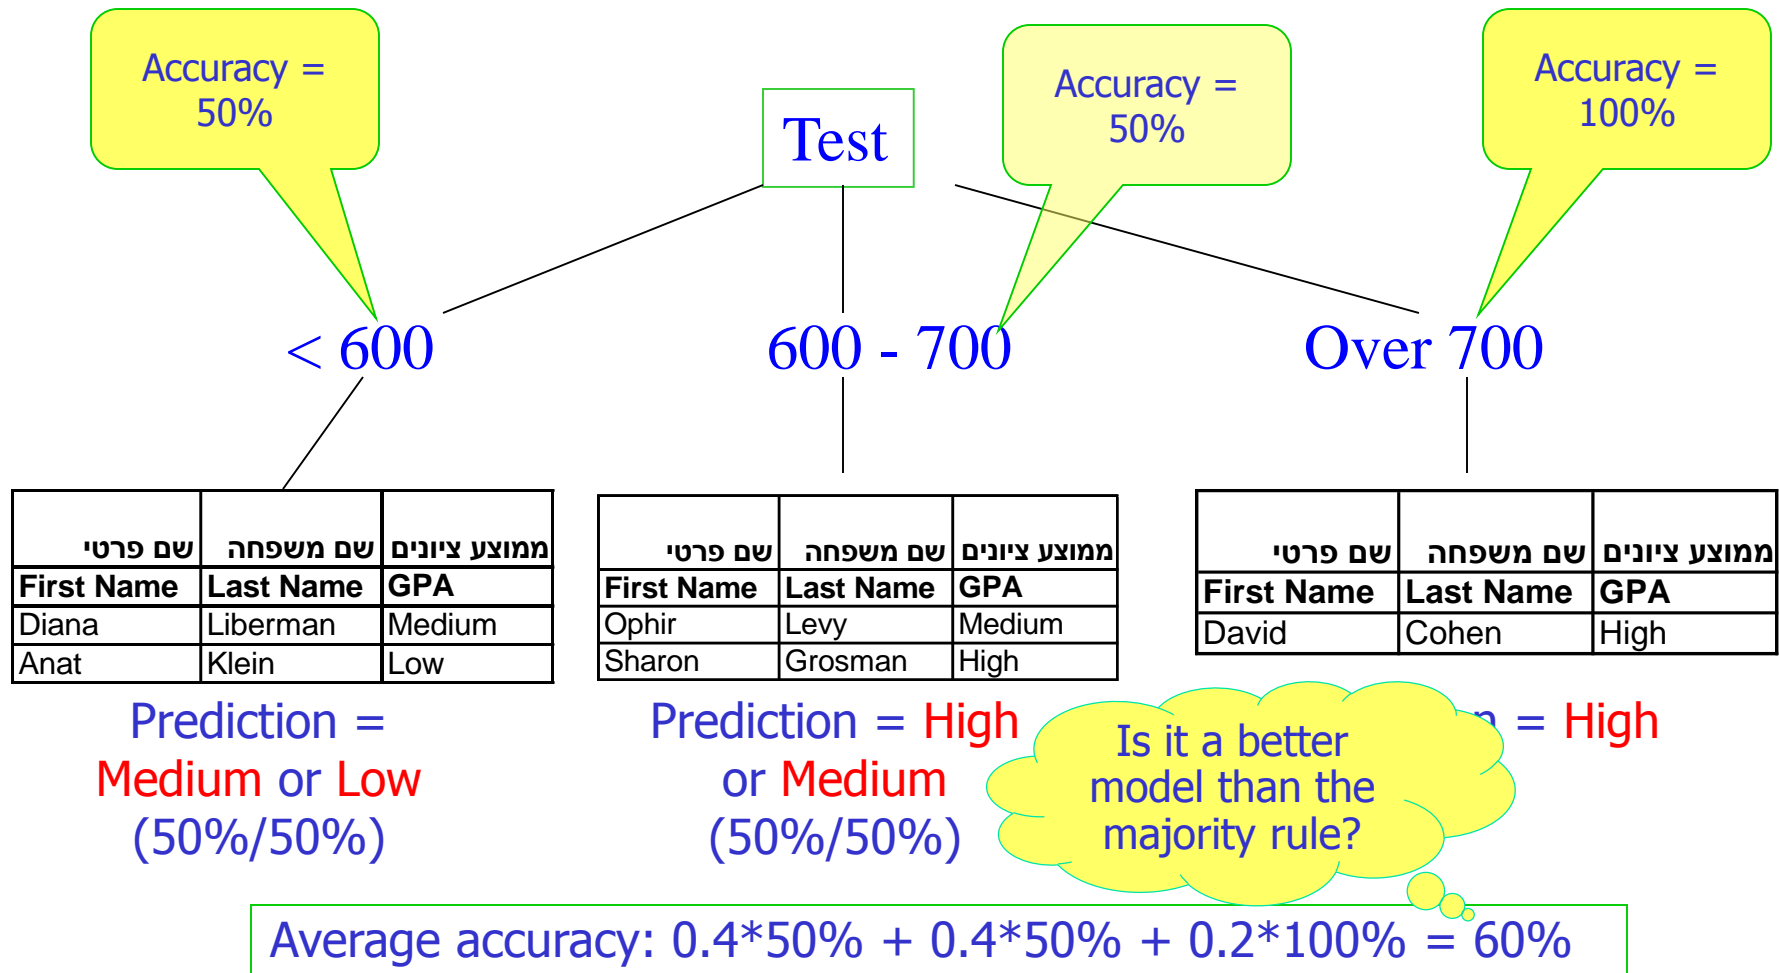 Accuracy =
50%
Accuracy =
50%
Accuracy =
100%
Test
< 600
600 - 700
Over 700
שם פרטי שם משפחה ממוצע ציונים
First Name Last Name GPA
Diana Liberman Medium
Anat Klein Low
שם פרטי שם משפחה ממוצע ציונים
First Name Last Name GPA
Ophir Levy Medium
Sharon Grosman High
שם פרטי שם משפחה ממוצע ציונים
First Name Last Name GPA
David Cohen High
Prediction =
Medium or Low
(50%/50%)
Prediction = High
or Medium
(50%/50%)
= High
Is it a better
model than the
majority rule?
Average accuracy: 0.4*50% + 0.4*50% + 0.2*100% = 60%